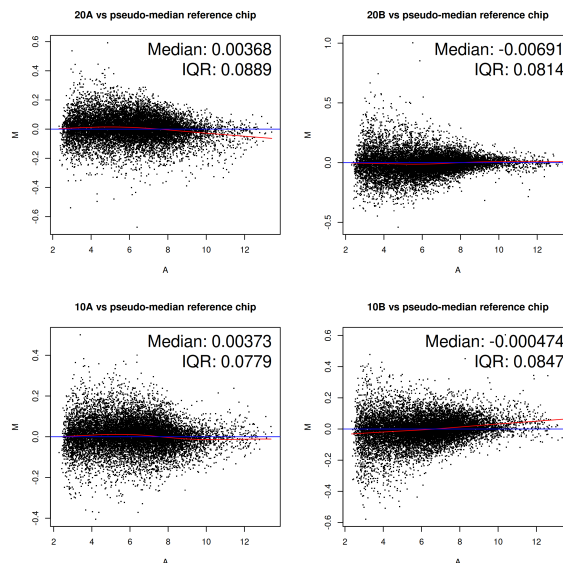 20A vs pseudo-median reference chip
20B vs pseudo-median reference chip
Median: 0.00368
IQR: 0.0889
M
0.6
0.4
0.2
0.0
-0.2
-0.4
-0.6
2 4 6 8 10 12
A
Median: -0.00691
IQR: 0.0814
M
1.0
0.5
0.0
-0.5
2 4 6 8 10 12
A
10A vs pseudo-median reference chip
10B vs pseudo-median reference chip
Median: 0.00373
IQR: 0.0779
M
0.4
0.2
0.0
-0.2
-0.4
2 4 6 8 10 12
A
Median: -0.000474
IQR: 0.0847
M
0.6
0.4
0.2
0.0
-0.2
-0.4
-0.6
2 4 6 8 10 12
A